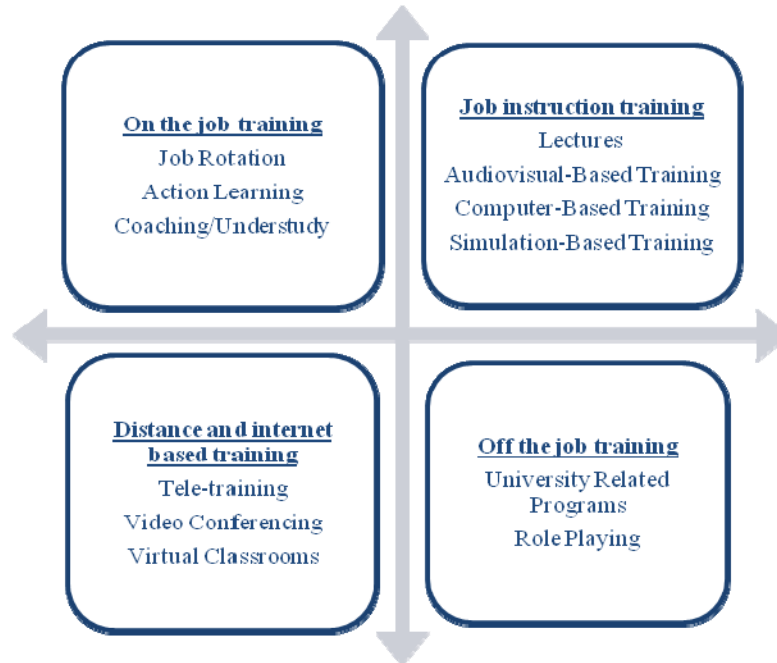 On the job training
Job Rotation
Action Learning
Coaching/Understudy
Job instruction training
Lectures
Audiovisual-Based Training
Computer-Based Training
Simulation-Based Training
Distance and internet
based training
Tele-training
Video Conferencing
Virtual Classrooms
Off the job training
University Related
Programs
Role Playing